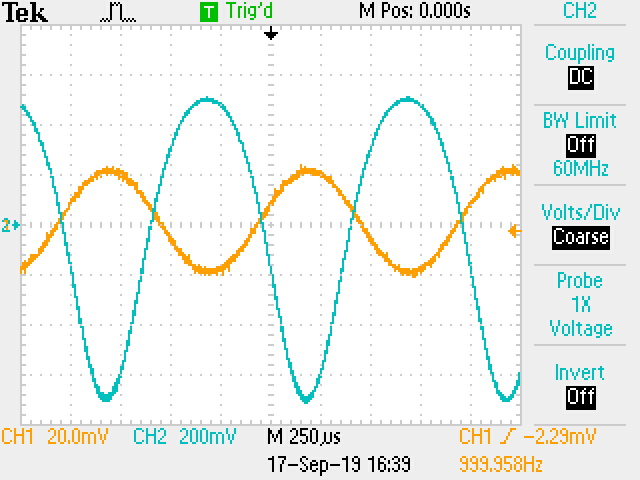 Tek T Trig'd M Pos: 0.000s CH2
Coupling
DC
BW Limit
Off
60MHz
Volts/Div
Coarse
Probe
1X
Voltage
Invert
Off
2
CH1 20.0mV CH2 200mV M 250µs CH1 -2.29mV
17-Sep-19 16:39 999.958Hz